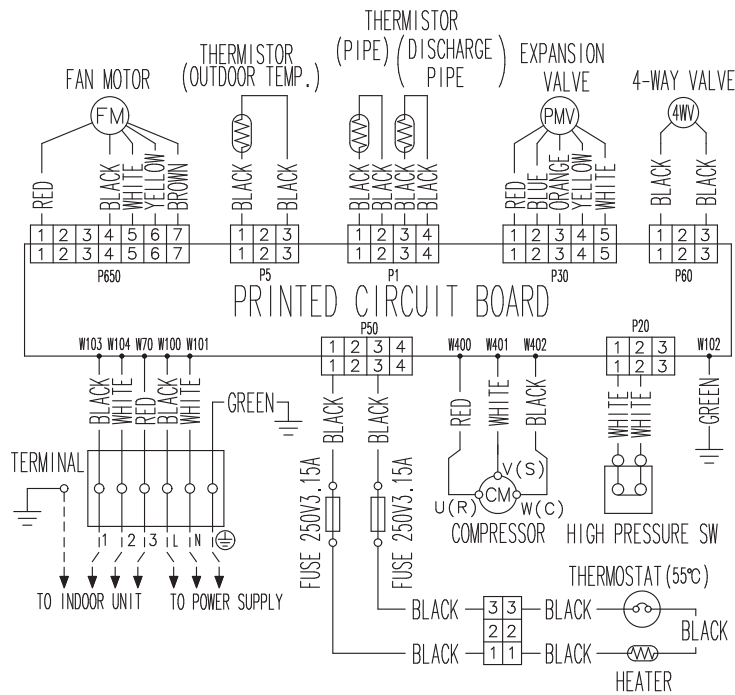 THERMISTOR
THERMISTOR (PIPE) (DISCHARGE PIPE) EXPANSION
FAN MOTOR (OUTDOOR TEMP.) VALVE 4-WAY VALVE
FM PMV 4WV
RED BLACK WHITE YELLOW BROWN BLACK BLACK BLACK BLACK BLACK BLACK RED BLUE ORANGE YELLOW WHITE BLACK BLACK
1 2 3 4 5 6 7 1 2 3 1 2 3 4 1 2 3 4 5 1 2 3
1 2 3 4 5 6 7 1 2 3 1 2 3 4 1 2 3 4 5 1 2 3
P650 P5 P1 P30 P60
PRINTED CIRCUIT BOARD
P50 P20
W103 W104 W70 W100 W101 1 2 3 4 W400 W401 W402 1 2 3 W102
1 2 3 4 1 2 3
BLACK WHITE RED BLACK WHITE GREEN BLACK BLACK RED WHITE BLACK WHITE WHITE GREEN
TERMINAL
V(S)
FUSE 250V3.15A FUSE 250V3.15A
CM
U(R) W(C)
1 2 3 L N COMPRESSOR HIGH PRESSURE SW
TO INDOOR UNIT TO POWER SUPPLY
THERMOSTAT (55℃)
BLACK 3 3 BLACK
2 2 BLACK
BLACK 1 1 BLACK
HEATER